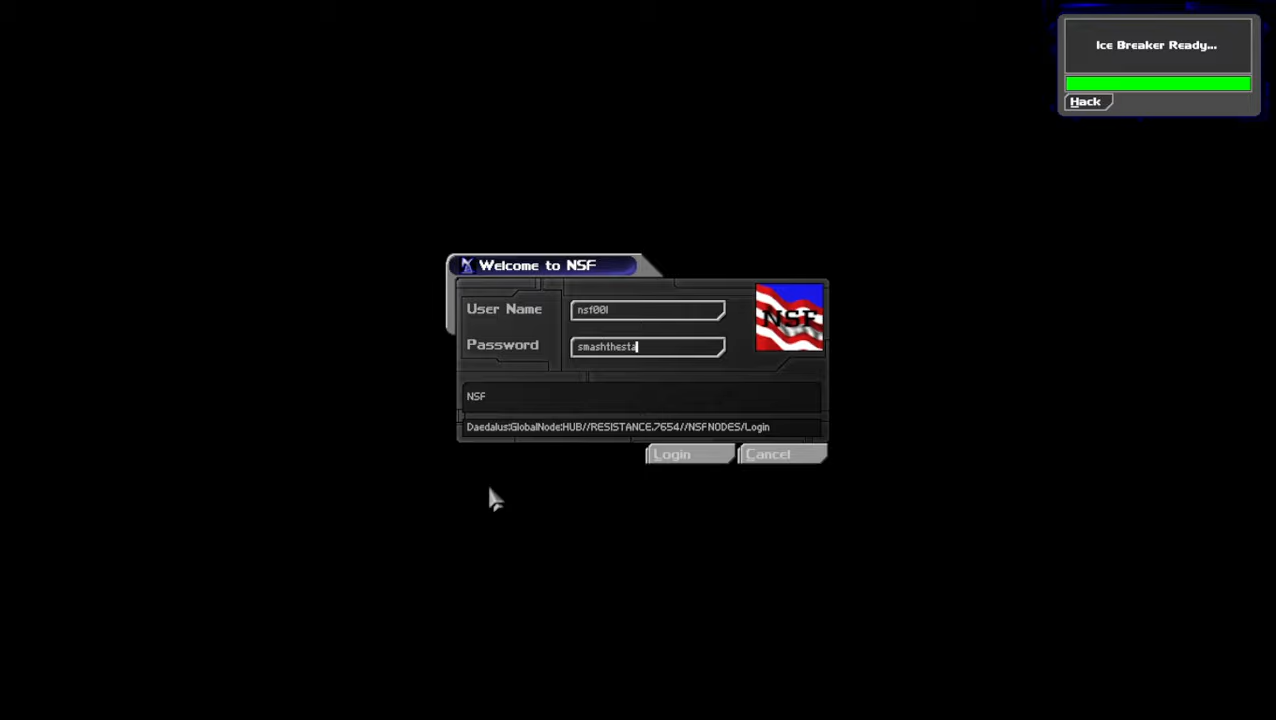 Ice Breaker Ready...
Hack
Welcome to NSF
User Name
nsf001
NSF
Password
smashthesta
NSF
Daedalus:GlobalNode:HUB//RESISTANCE.7654//NSFNODES/Login
Login
Cancel